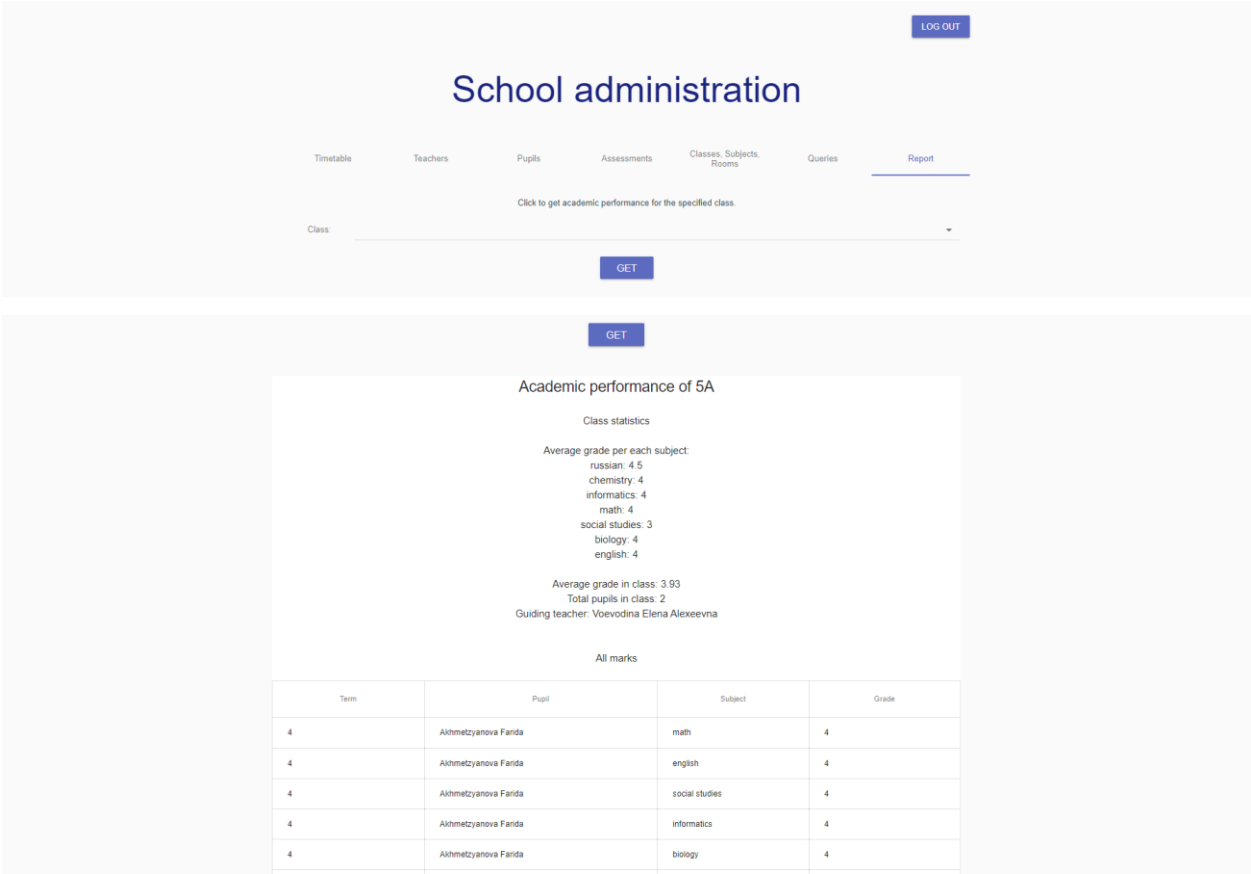 LOG OUT
School administration
Timetable Teachers Pupils Assessments Classes, Subjects, Rooms Queries Report
Click to get academic performance for the specified class.
Class:
GET
GET
Academic performance of 5A
Class statistics
Average grade per each subject:
russian: 4.5
chemistry: 4
informatics: 4
math: 4
social studies: 3
biology: 4
english: 4
Average grade in class: 3.93
Total pupils in class: 2
Guiding teacher: Voevodina Elena Alexeevna
All marks
Term Pupil Subject Grade
4 Akhmetzyanova Farida math 4
4 Akhmetzyanova Farida english 4
4 Akhmetzyanova Farida social studies 4
4 Akhmetzyanova Farida informatics 4
4 Akhmetzyanova Farida biology 4